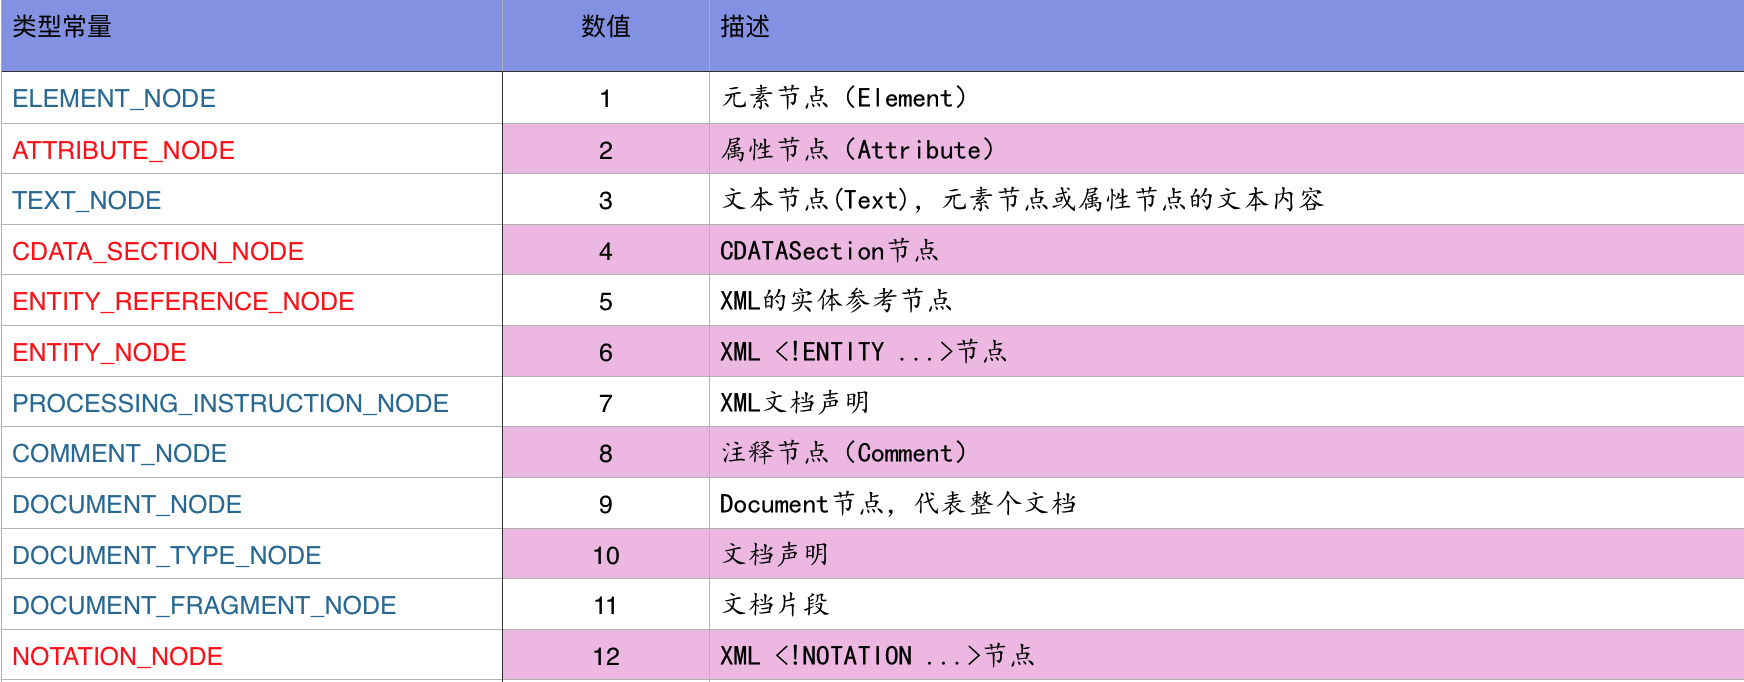 类型常量 数值 描述
ELEMENT_NODE 1 元素节点（Element）
ATTRIBUTE_NODE 2 属性节点（Attribute）
TEXT_NODE 3 文本节点(Text)，元素节点或属性节点的文本内容
CDATA_SECTION_NODE 4 CDATASection节点
ENTITY_REFERENCE_NODE 5 XML的实体参考节点
ENTITY_NODE 6 XML <!ENTITY ...>节点
PROCESSING_INSTRUCTION_NODE 7 XML文档声明
COMMENT_NODE 8 注释节点（Comment）
DOCUMENT_NODE 9 Document节点，代表整个文档
DOCUMENT_TYPE_NODE 10 文档声明
DOCUMENT_FRAGMENT_NODE 11 文档片段
NOTATION_NODE 12 XML <!NOTATION ...>节点